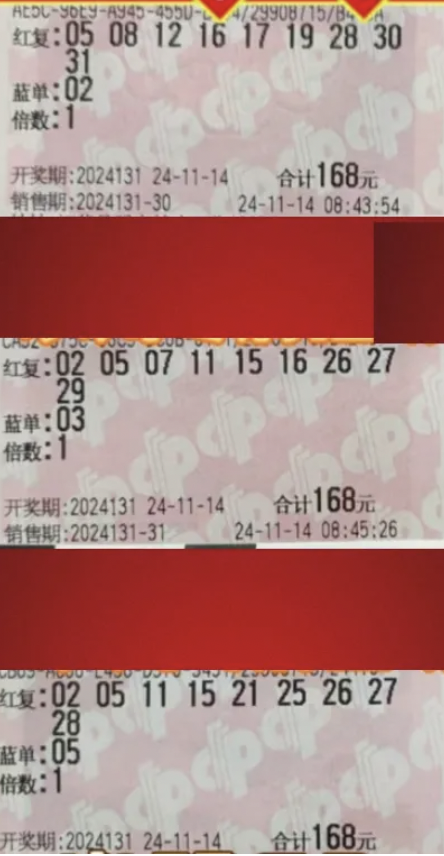 红复:05 08 12 16 17 19 28 30
31
蓝单:02
倍数:1
开奖期:2024131 24-11-14 合计168元
销售期:2024131-30 24-11-14 08:43:54
红复:02 05 07 11 15 16 26 27
29
蓝单:03
倍数:1
开奖期:2024131 24-11-14 合计168元
销售期:2024131-31 24-11-14 08:45:26
红复:02 05 11 15 21 25 26 27
28
蓝单:05
倍数:1
开奖期:2024131 24-11-14 合计168元